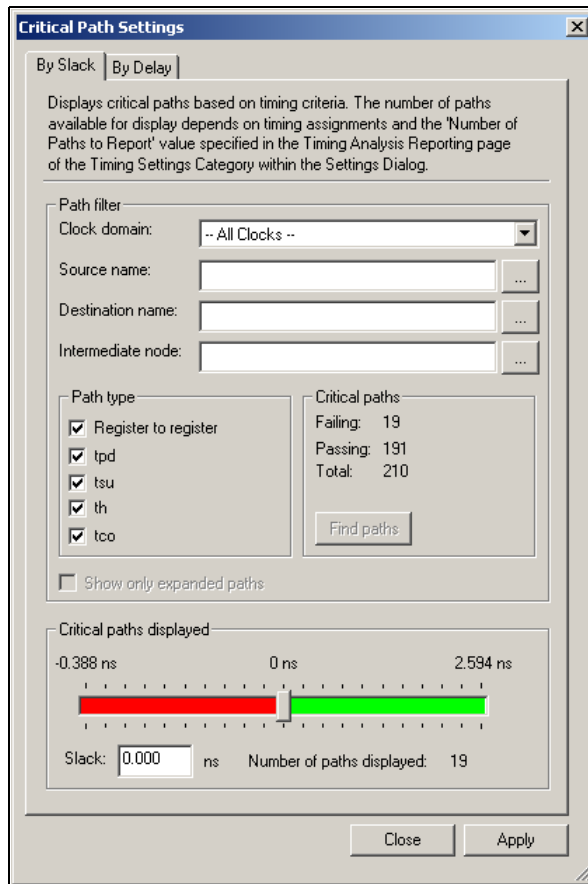 Critical Path Settings
By Slack
By Delay
Displays critical paths based on timing criteria. The number of paths
available for display depends on timing assignments and the 'Number of
Paths to Report' value specified in the Timing Analysis Reporting page
of the Timing Settings Category within the Settings Dialog.
Path filter
Clock domain:
-- All Clocks --
Source name:
...
Destination name:
...
Intermediate node:
...
Path type
Register to register
tpd
tsu
th
tco
Critical paths
Failing: 19
Passing: 191
Total: 210
Find paths
Show only expanded paths
Critical paths displayed
-0.388 ns 0 ns 2.594 ns
Slack: 0.000 ns Number of paths displayed: 19
Close
Apply